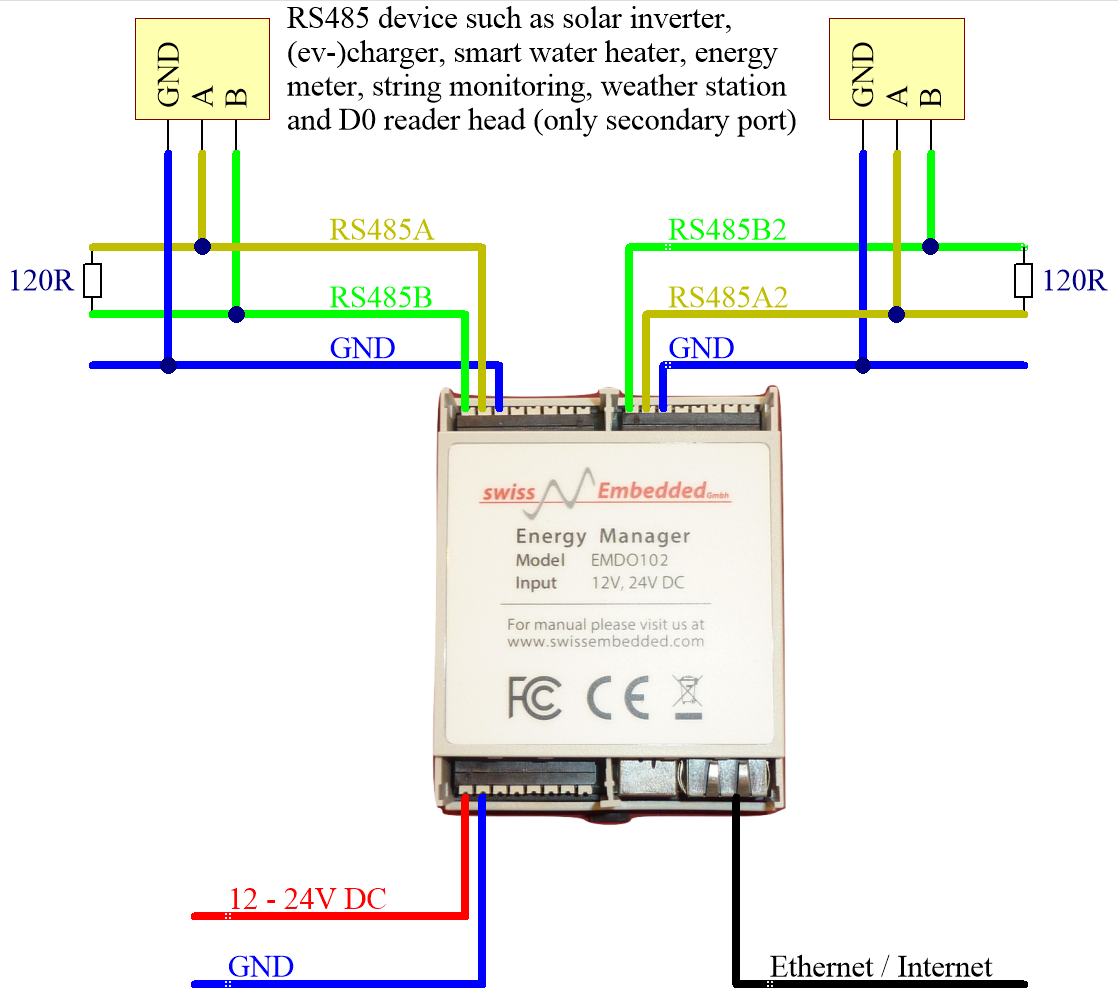 RS485 device such as solar inverter,
(ev-)charger, smart water heater, energy
meter, string monitoring, weather station
and D0 reader head (only secondary port)
GND
A
B
GND
A
B
RS485A
RS485B2
120R
RS485B
RS485A2
120R
GND
GND
swiss Embedded Gmbh
Energy Manager
Model EMDO102
Input 12V, 24V DC
For manual please visit us at
www.swissembedded.com
FC CE
12 - 24V DC
GND
Ethernet / Internet